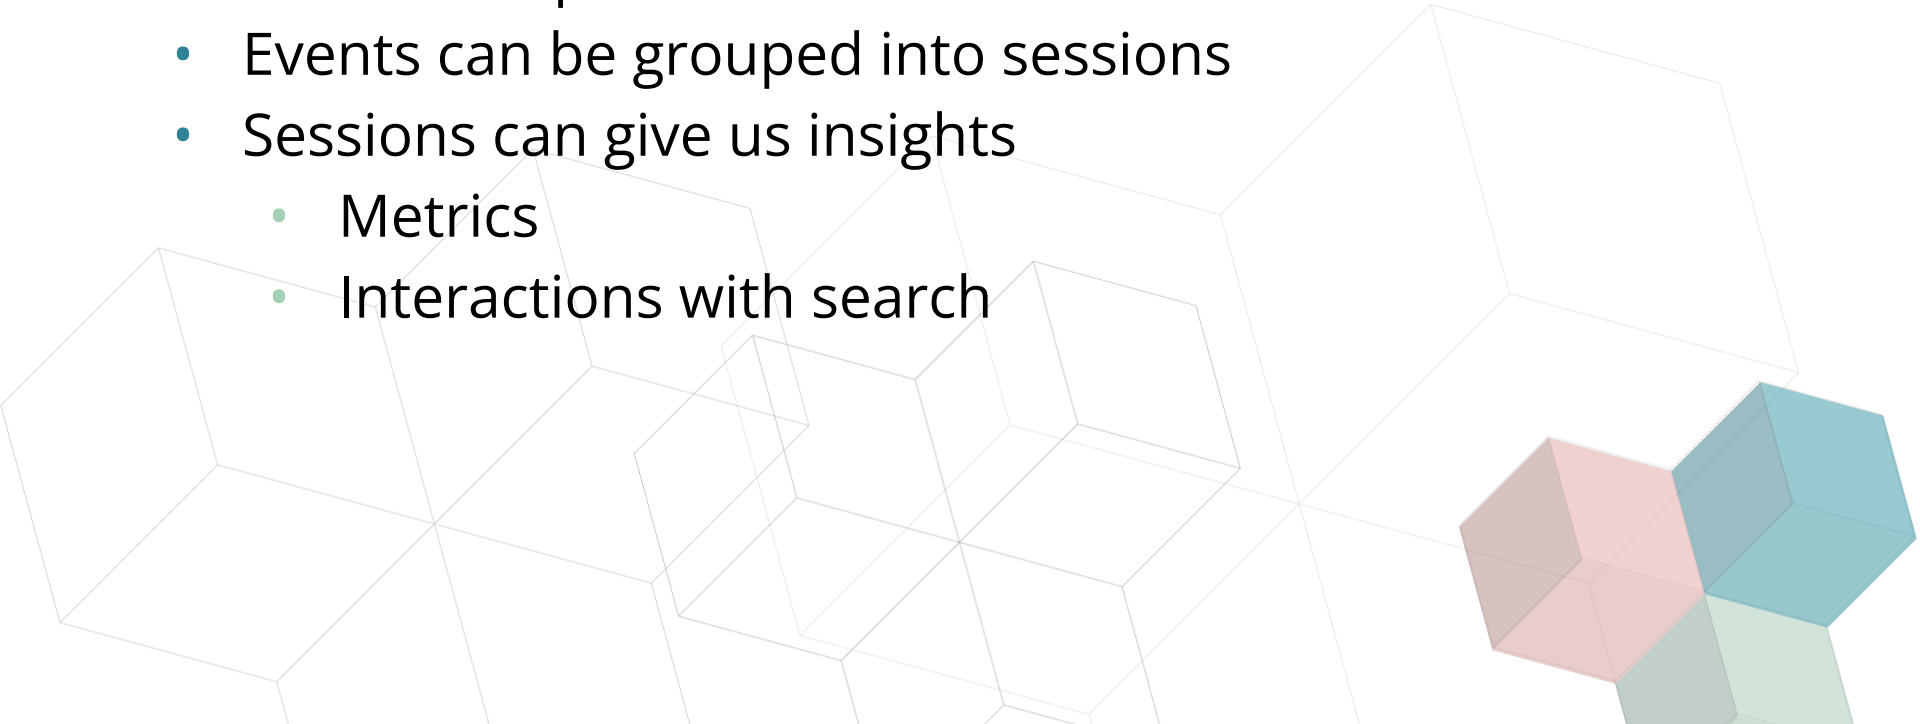 • Events can be grouped into sessions
• Sessions can give us insights
• Metrics
• Interactions with search